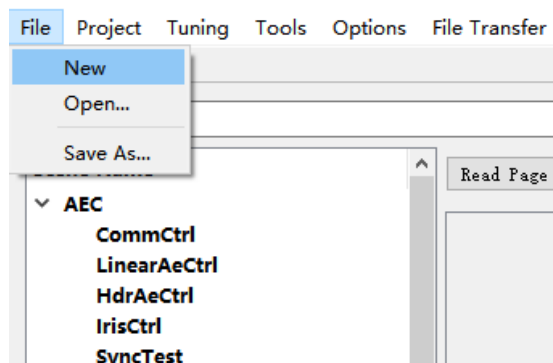 File Project Tuning Tools Options File Transfer
New
Open...
Save As...
Read Page
AEC
CommCtrl
LinearAeCtrl
HdrAeCtrl
IrisCtrl
SyncTest